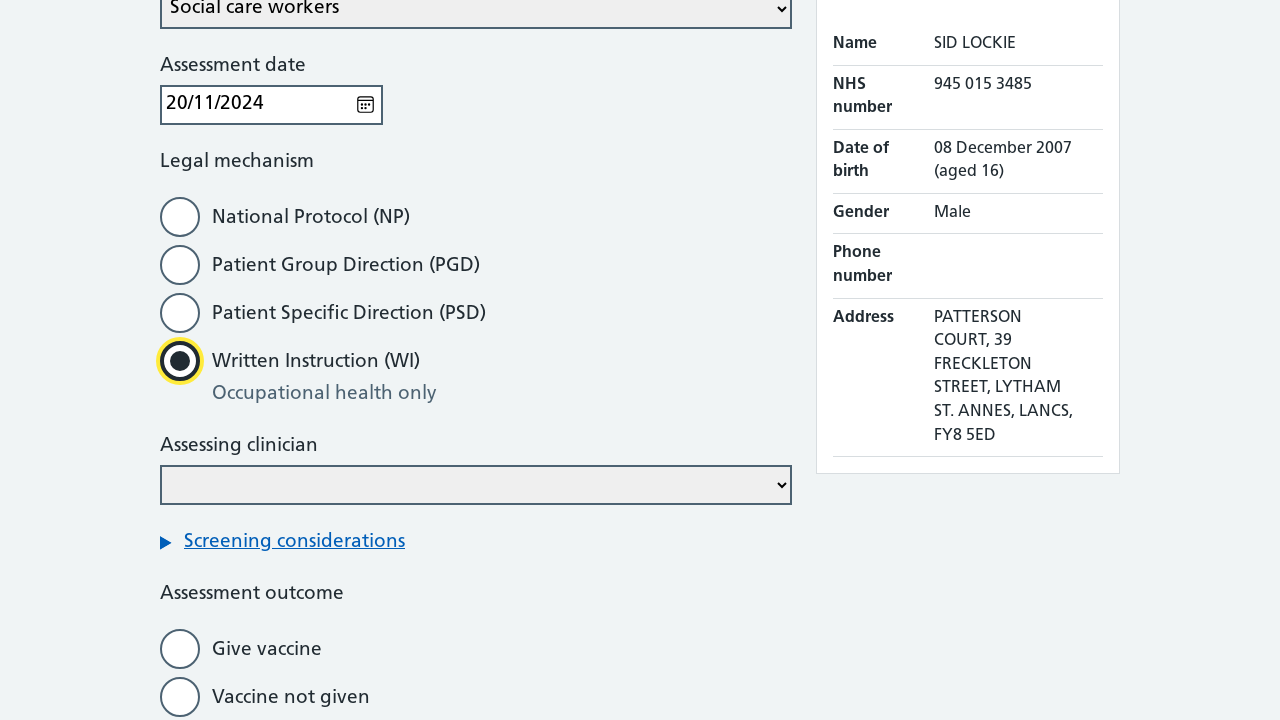 Social care workers
Assessment date
20/11/2024
Legal mechanism
National Protocol (NP)
Patient Group Direction (PGD)
Patient Specific Direction (PSD)
Written Instruction (WI)
Occupational health only
Assessing clinician
Screening considerations
Assessment outcome
Give vaccine
Vaccine not given
Name SID LOCKIE
NHS number 945 015 3485
Date of birth 08 December 2007 (aged 16)
Gender Male
Phone number
Address PATTERSON
COURT, 39
FRECKLETON
STREET, LYTHAM
ST. ANNES, LANCS,
FY8 5ED